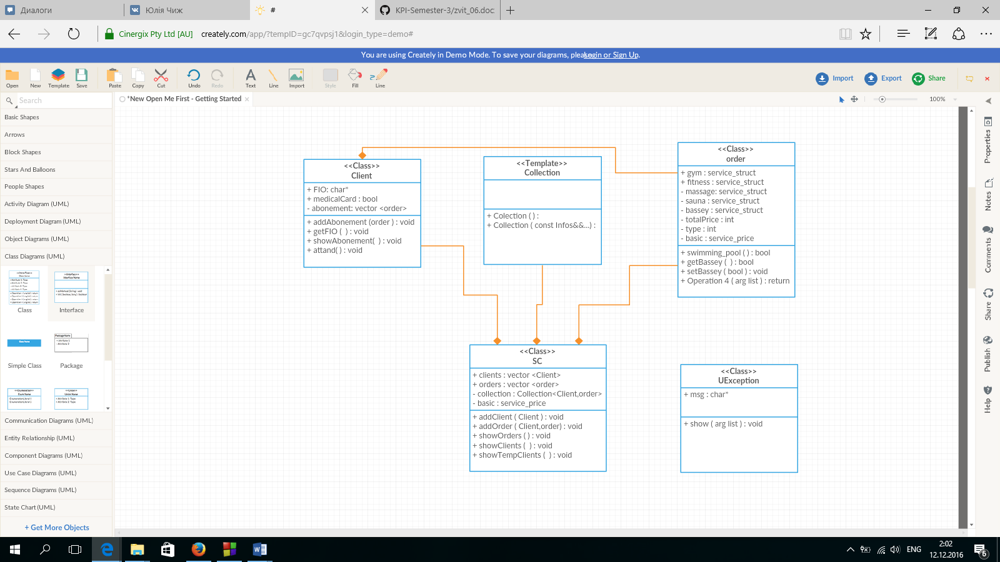 Диалоги
Юлія Чиж
#
KPI-Semester-3/zvit_06.doc
Cinergix Pty Ltd [AU]
creately.com/app/?tempID=gc7qvpsj1&login_type=demo#
You are using Creately in Demo Mode. To save your diagrams, please
Login or Sign Up.
Open
New
Template
Save
Paste
Copy
Cut
Undo
Redo
Text
Line
Import
Style
Fill
Line
Import
Export
Share
Search
*New Open Me First - Getting Started
100%
Basic Shapes
Arrows
Block Shapes
Stars And Balloons
People Shapes
Activity Diagram (UML)
Deployment Diagram (UML)
Object Diagrams (UML)
Class Diagrams (UML)
Class
Interface
Simple Class
Package
Communication Diagrams (UML)
Entity Relationship (UML)
Component Diagrams (UML)
Use Case Diagrams (UML)
Sequence Diagrams (UML)
State Chart (UML)
+ Get More Objects
<<Class>>
Client
+ FIO: char*
+ medicalCard : bool
- abonement: vector <order>
+ addAbonement (order ) : void
+ getFIO ( ) : void
+ showAbonement( ) : void
+ attand( ) : void
<<Template>>
Collection
+ Colection ( ) :
+ Collection ( const Infos&&...) :
<<Class>>
order
+ gym : service_struct
+ fitness : service_struct
- massage: service_struct
- sauna : service_struct
- bassey : service_struct
- totalPrice : int
- type : int
- basic : service_price
+ swimming_pool ( ) : bool
+ getBassey ( ) : bool
+ setBassey ( bool ) : void
+ Operation 4 ( arg list ) : return
<<Class>>
SC
+ clients : vector <Client>
+ orders : vector <order>
- collection : Collection<Client,order>
- basic : service_price
+ addClient ( Client ) : void
+ addOrder ( Client,order) : void
+ showOrders ( ) : void
+ showClients ( ) : void
+ showTempClients ( ) : void
<<Class>>
UException
+ msg : char*
+ show ( arg list ) : void
Properties
Notes
Comments
Share
Publish
Help
ENG
2:02
12.12.2016
6